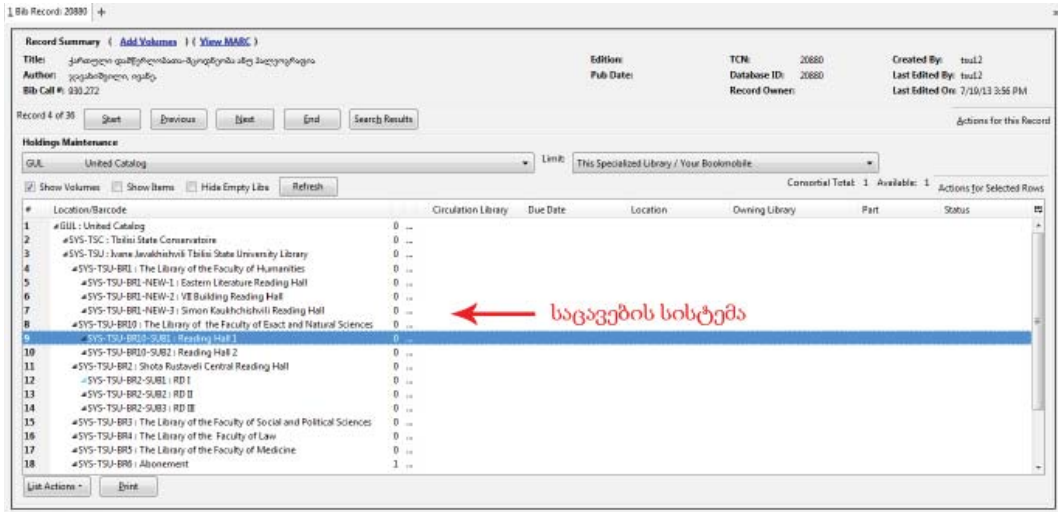 1 Bib Record: 20880 +
Record Summary ( Add Volumes ) ( View MARC )
Title: ქართული დამწერლობათა-მცოდნეობა ანუ პალეოგრაფია Edition: TCN: 20880 Created By: tsu12
Author: ჯავახიშვილი, ივანე, Pub Date: Database ID: 20880 Last Edited By: tsu12
Bib Call #: 930.272 Record Owner: Last Edited On: 7/19/13 3:56 PM
Record 4 of 36 Start Previous Next End Search Results Actions for this Record
Holdings Maintenance
GUL United Catalog Limit: This Specialized Library / Your Bookmobile
Show Volumes Show Items Hide Empty Libs Refresh Consortial Total: 1 Available: 1 Actions for Selected Rows
# Location/Barcode Circulation Library Due Date Location Owning Library Part Status
1 GUL : United Catalog 0 ...
2 SYS-TSC : Tbilisi State Conservatoire 0 ...
3 SYS-TSU : Ivane Javakhishvili Tbilisi State University Library 0 ...
4 SYS-TSU-BR1 : The Library of the Faculty of Humanities 0 ...
5 SYS-TSU-BR1-NEW-1 : Eastern Literature Reading Hall 0 ...
6 SYS-TSU-BR1-NEW-2 : VII Building Reading Hall 0 ...
7 SYS-TSU-BR1-NEW-3 : Simon Kaukhchishvili Reading Hall 0 ...
საცავების სისტემა
8 SYS-TSU-BR10 : The Library of the Faculty of Exact and Natural Sciences 0 ...
9 SYS-TSU-BR10-SUB1 : Reading Hall 1 0 ...
10 SYS-TSU-BR10-SUB2 : Reading Hall 2 0 ...
11 SYS-TSU-BR2 : Shota Rustaveli Central Reading Hall 0 ...
12 SYS-TSU-BR2-SUB1 : RD I 0 ...
13 SYS-TSU-BR2-SUB2 : RD II 0 ...
14 SYS-TSU-BR2-SUB3 : RD III 0 ...
15 SYS-TSU-BR3 : The Library of the Faculty of Social and Political Sciences 0 ...
16 SYS-TSU-BR4 : The Library of the Faculty of Law 0 ...
17 SYS-TSU-BR5 : The Library of the Faculty of Medicine 0 ...
18 SYS-TSU-BR6 : Abonement 1 ...
List Actions Print